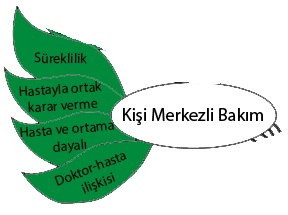 Süreklilik
Hastayla ortak
karar verme
Hasta ve ortama
dayalı
Doktor-hasta
ilişkisi
Kişi Merkezli Bakım